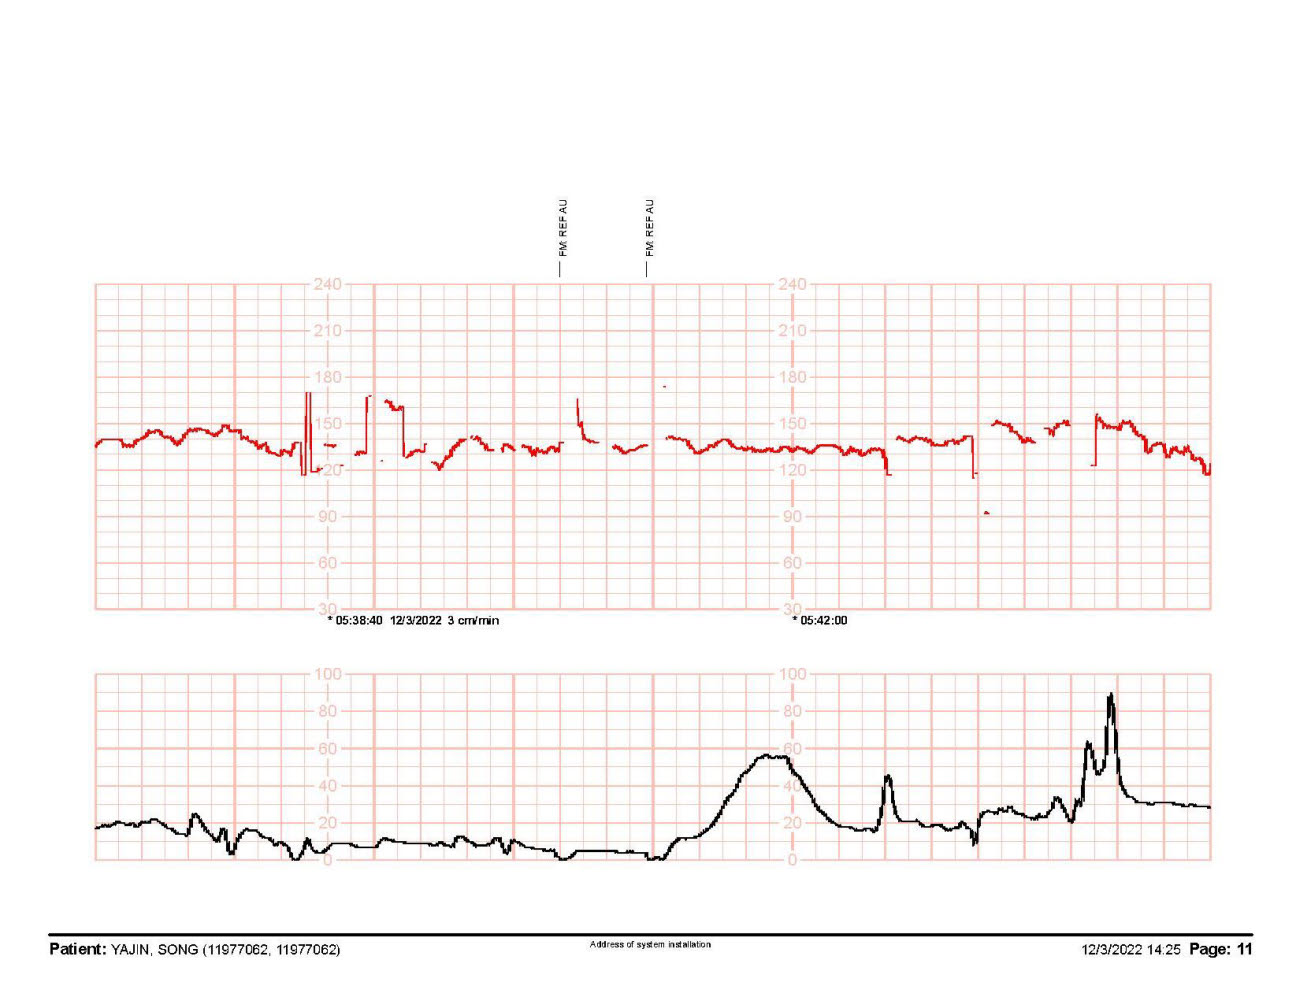 FM: REF AU
FM: REF AU
240 240
210 210
180 180
150 150
120 120
90 90
60 60
30 30
* 05:38:40 12/3/2022 3 cm/min
* 05:42:00
100 100
80 80
60 60
40 40
20 20
0 0
Patient: YAJIN, SONG (11977062, 11977062)
Address of system installation
12/3/2022 14:25 Page: 11